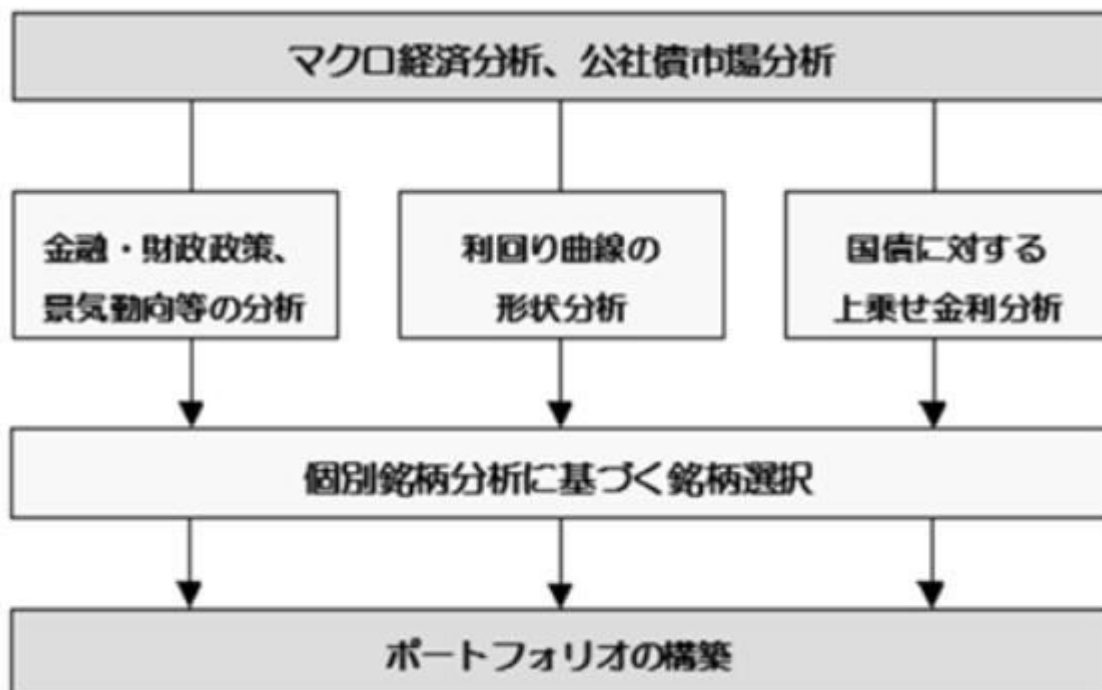 マクロ経済分析、公社債市場分析
金融・財政政策、
景気動向等の分析
利回り曲線の
形状分析
国債に対する
上乗せ金利分析
個別銘柄分析に基づく銘柄選択
ポートフォリオの構築